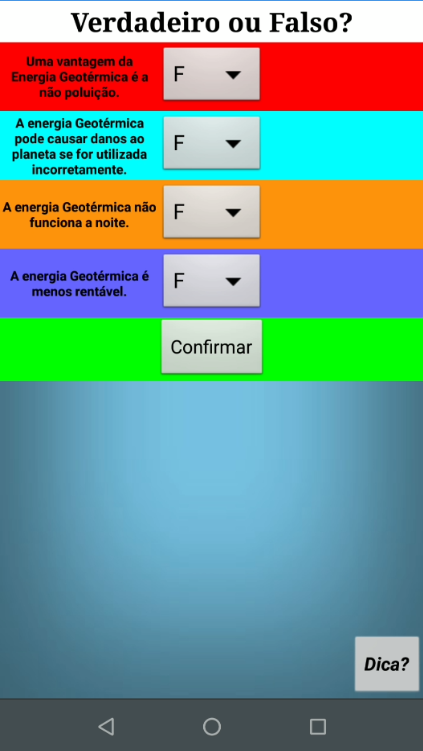 Verdadeiro ou Falso?
Uma vantagem da
Energia Geotérmica é a
não poluição.
F
A energia Geotérmica
pode causar danos ao
planeta se for utilizada
incorretamente.
F
A energia Geotérmica não
funciona a noite.
F
A energia Geotérmica é
menos rentável.
F
Confirmar
Dica?